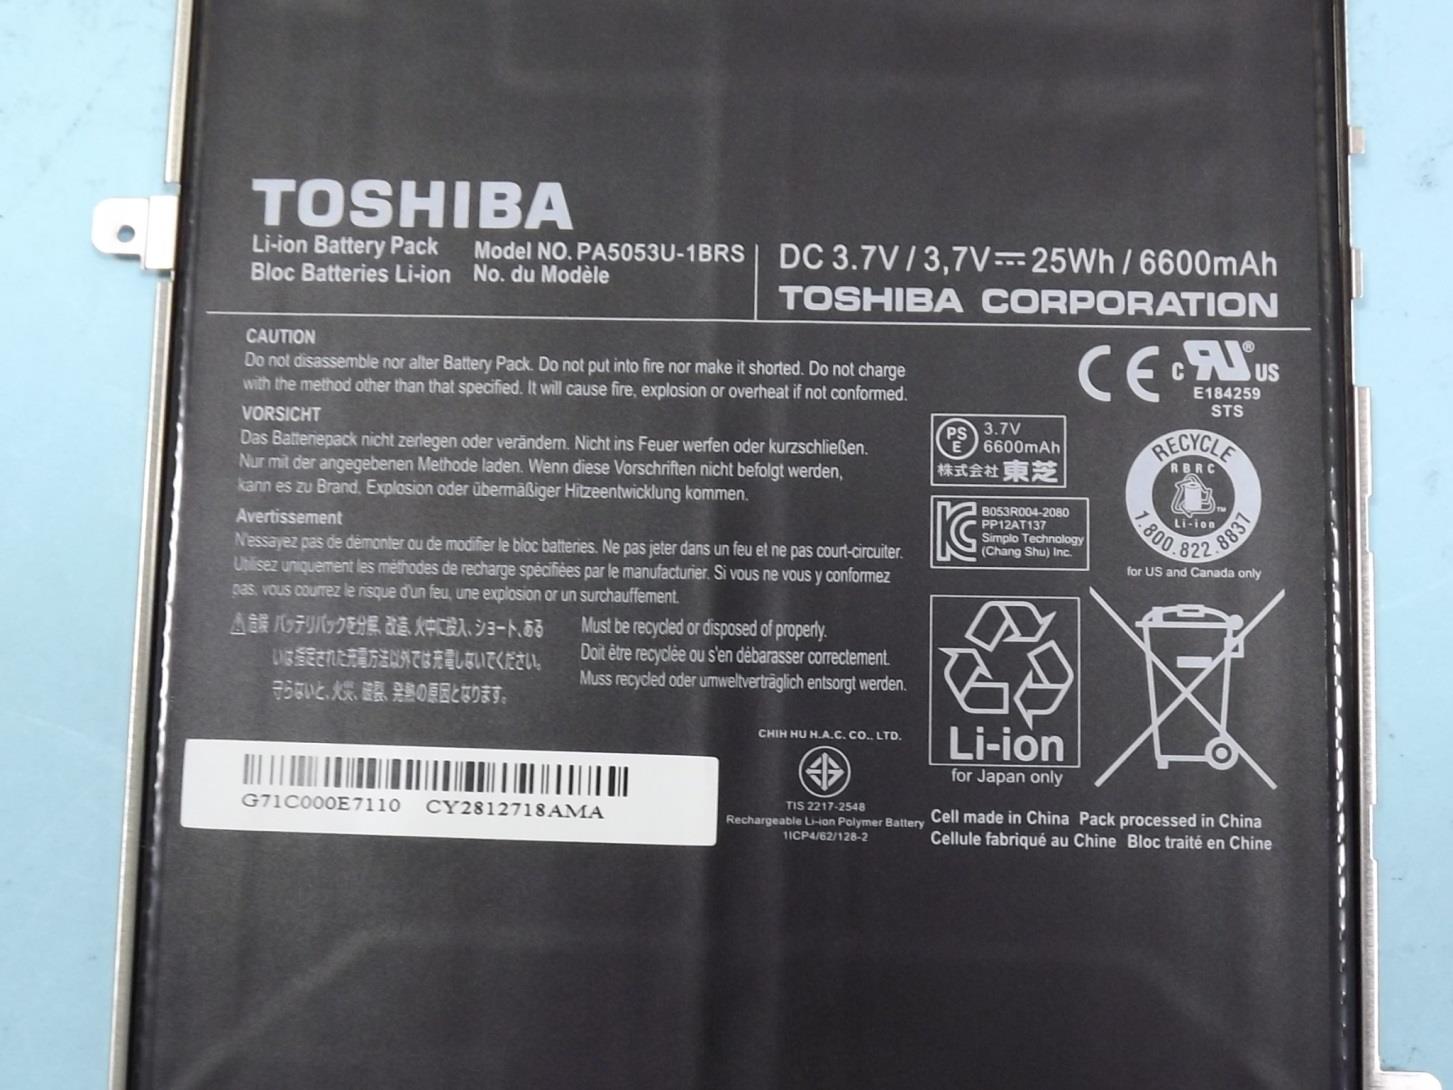 TOSHIBA
Li-ion Battery Pack Model NO. PA5053U-1BRS
Bloc Batteries Li-ion No. du Modèle
DC 3.7V / 3,7V⎓ 25Wh / 6600mAh
TOSHIBA CORPORATION
CAUTION
Do not disassemble nor alter Battery Pack. Do not put into fire nor make it shorted. Do not charge
with the method other than that specified. It will cause fire, explosion or overheat if not conformed.
VORSICHT
Das Batteriepack nicht zerlegen oder verändern. Nicht ins Feuer werfen oder kurzschließen.
Nur mit der angegebenen Methode laden. Wenn diese Vorschriften nicht befolgt werden,
kann es zu Brand, Explosion oder übermäßiger Hitzeentwicklung kommen.
Avertissement
N'essayez pas de démonter ou de modifier le bloc batteries. Ne pas jeter dans un feu et ne pas court-circuiter.
Utilisez uniquement les méthodes de recharge spécifiées par le manufacturier. Si vous ne vous y conformez
pas, vous courrez le risque d'un feu, une explosion or un surchauffement.
⚠危険 バッテリパックを分解、改造、火中に投入、ショート、ある
いは指定された充電方法以外では充電しないでください。
守らないと、火災、破裂、発熱の原因となります。
Must be recycled or disposed of properly.
Doit être recyclée ou s'en débarasser correctement.
Muss recycled oder umweltverträglich entsorgt werden.
CE c RU ® US
E184259
STS
PS E 3.7V
6600mAh
株式会社 東芝
KC B053R004-2080
PP12AT137
Simplo Technology
(Chang Shu) Inc.
RECYCLE
RBRC
TM
Li-ion
1.800.822.8837
for US and Canada only
Li-ion
for Japan only
CHIH HU H.A.C. CO., LTD.
TIS 2217-2548
Rechargeable Li-ion Polymer Battery
1ICP4/62/128-2
Cell made in China Pack processed in China
Cellule fabriqué au Chine Bloc traité en Chine
G71C000E7110 CY2812718AMA